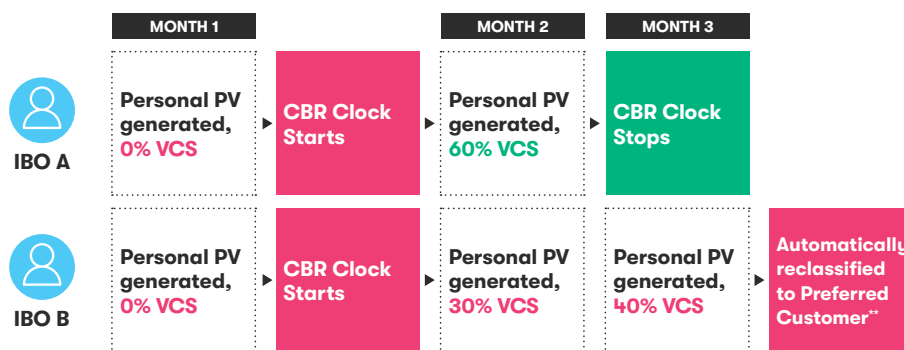 MONTH 1
MONTH 2
MONTH 3
IBO A
Personal PV
generated,
0% VCS
CBR Clock
Starts
Personal PV
generated,
60% VCS
CBR Clock
Stops
IBO B
Personal PV
generated,
0% VCS
CBR Clock
Starts
Personal PV
generated,
30% VCS
Personal PV
generated,
40% VCS
Automatically
reclassified
to Preferred
Customer**